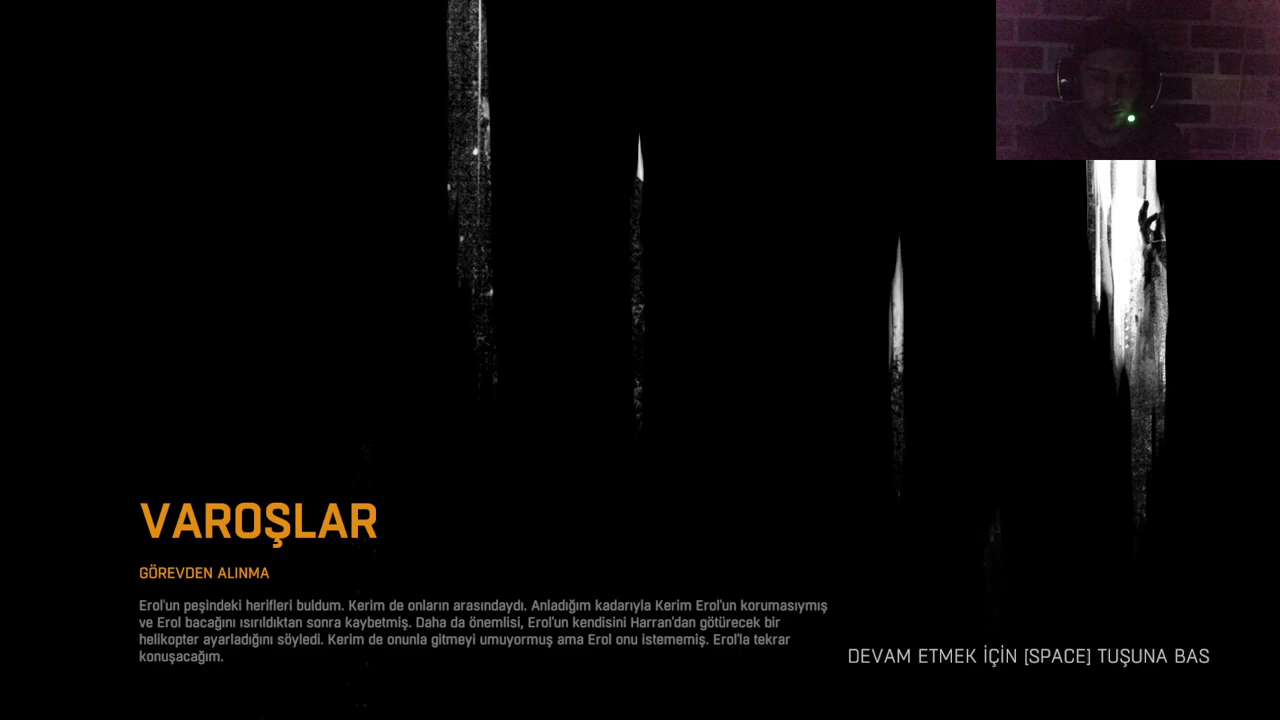 VAROŞLAR
GÖREVDEN ALINMA
Erol'un peşindeki herifleri buldum. Kerim de onların arasındaydı. Anladığım kadarıyla Kerim Erol'un korumasıymış
ve Erol bacağını ısırıldıktan sonra kaybetmiş. Daha da önemlisi, Erol'un kendisini Harran'dan götürecek bir
helikopter ayarladığını söyledi. Kerim de onunla gitmeyi umuyormuş ama Erol onu istememiş. Erol'la tekrar
konuşacağım.
DEVAM ETMEK İÇİN [SPACE] TUŞUNA BAS